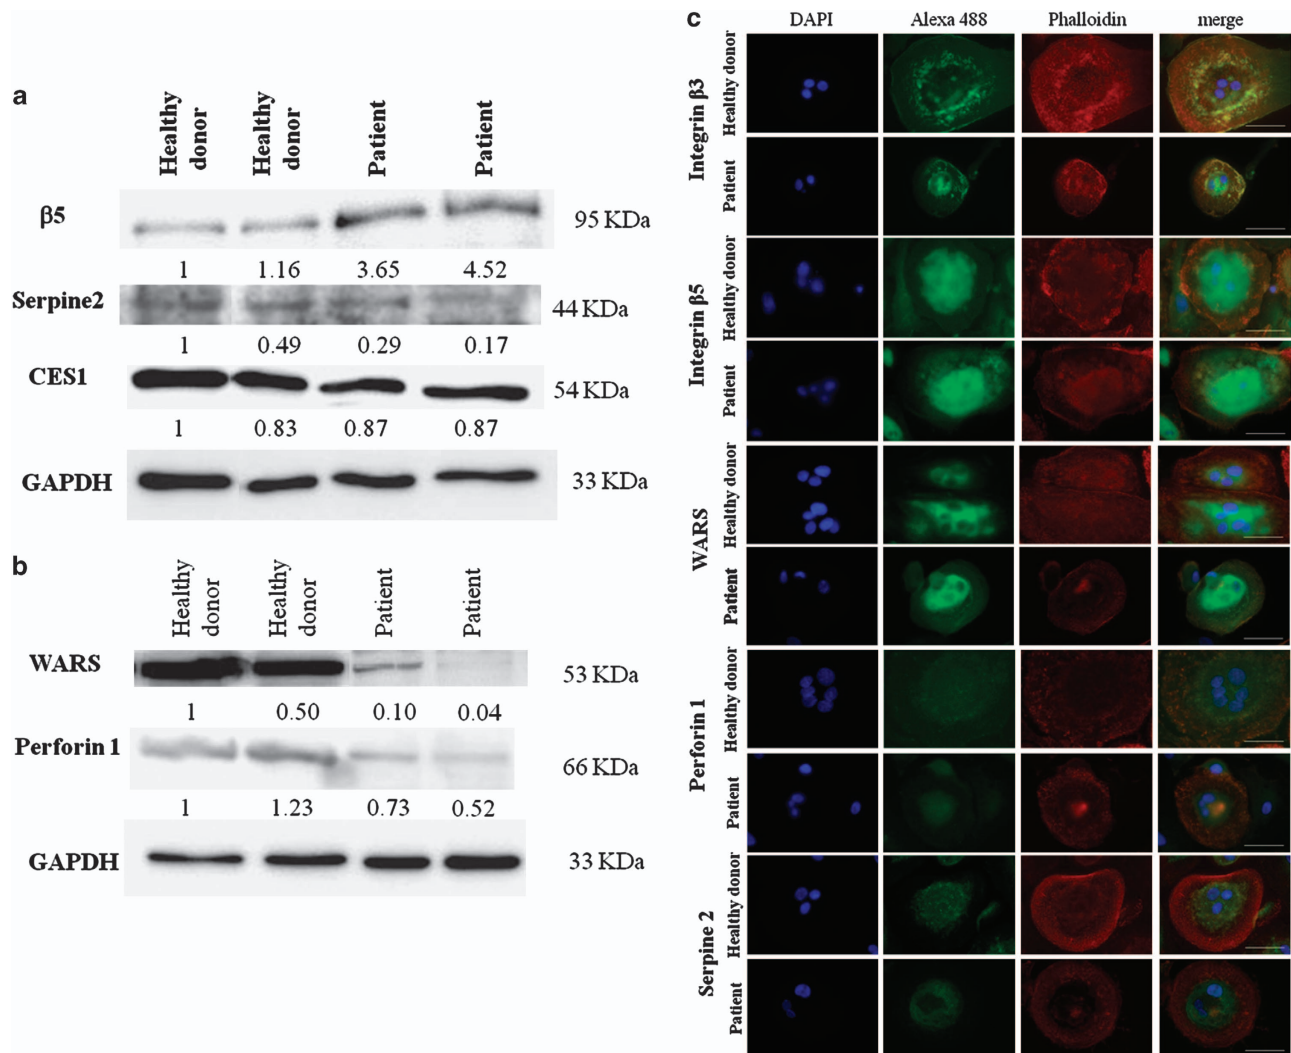 a
Healthy donor
Healthy donor
Patient
Patient
β5
95 KDa
1 1.16 3.65 4.52
Serpine2
44 KDa
1 0.49 0.29 0.17
CES1
54 KDa
1 0.83 0.87 0.87
GAPDH
33 KDa
b
Healthy donor
Healthy donor
Patient
Patient
WARS
53 KDa
1 0.50 0.10 0.04
Perforin 1
66 KDa
1 1.23 0.73 0.52
GAPDH
33 KDa
c
DAPI Alexa 488 Phalloidin merge
Integrin β3
Healthy donor
Patient
Integrin β5
Healthy donor
Patient
WARS
Healthy donor
Patient
Perforin 1
Healthy donor
Patient
Serpine 2
Healthy donor
Patient